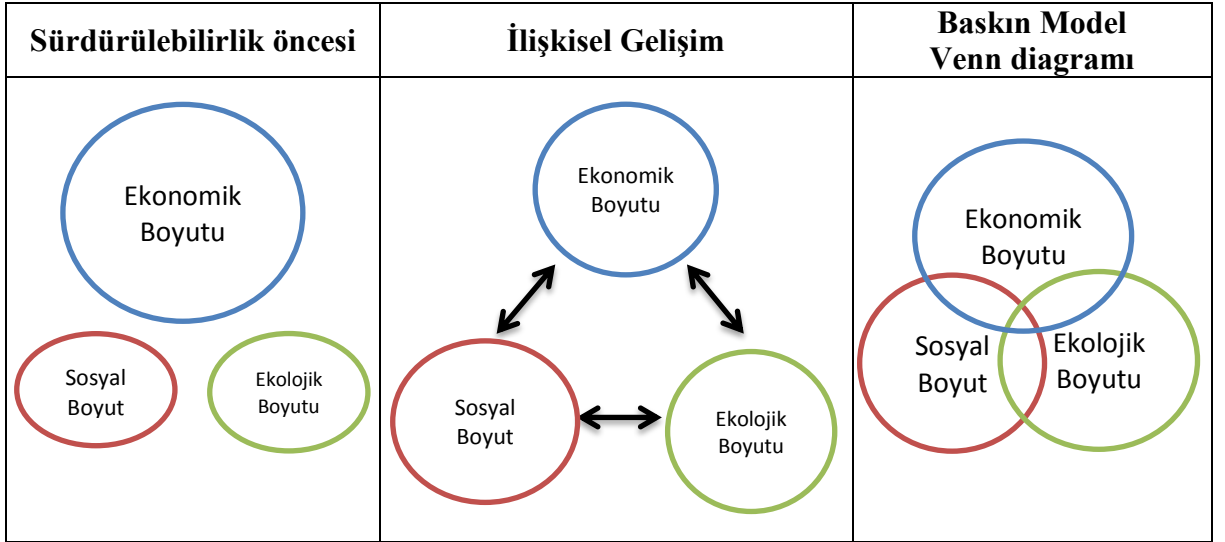 Sürdürülebilirlik öncesi
İlişkisel Gelişim
Baskın Model
Venn diagramı
Ekonomik
Boyutu
Sosyal
Boyut
Ekolojik
Boyutu
Ekonomik
Boyutu
Sosyal
Boyut
Ekolojik
Boyutu
Ekonomik
Boyutu
Sosyal
Boyut
Ekolojik
Boyutu